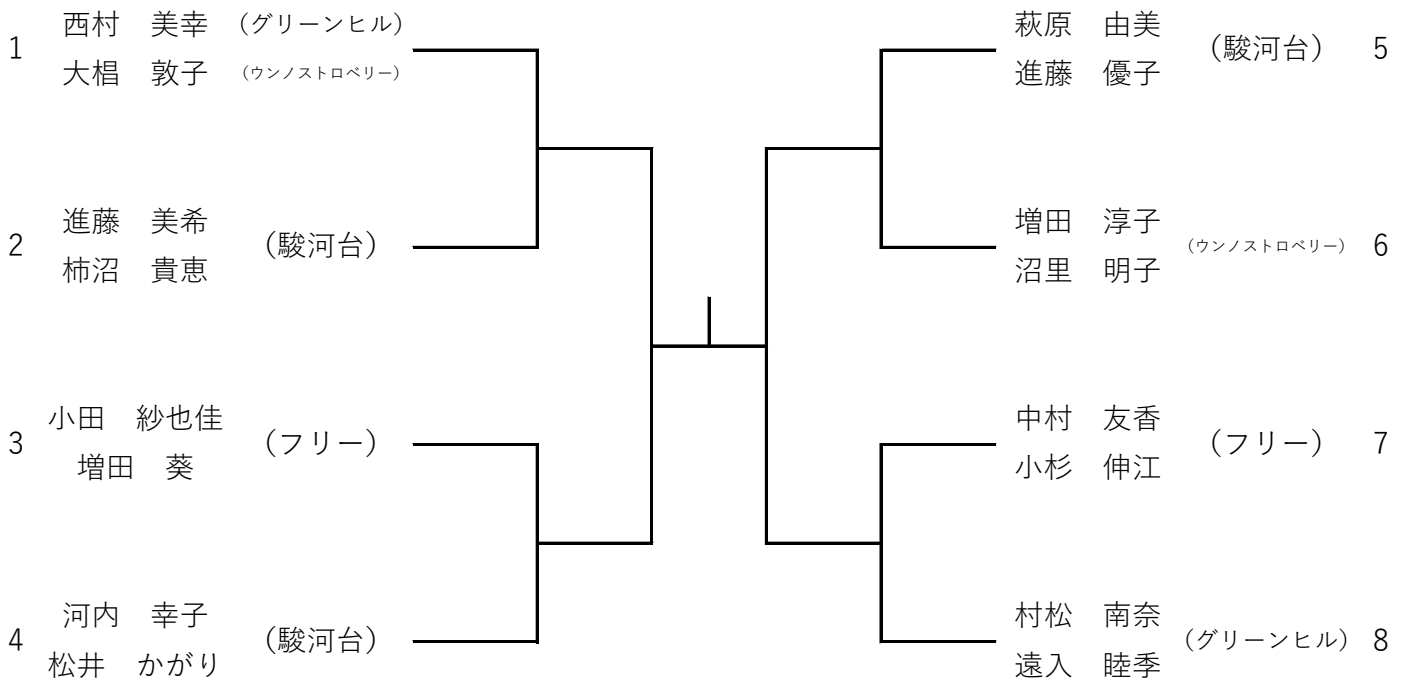 1
西村　美幸 （グリーンヒル）
大椙　敦子 （ウンノストロベリー）
2
進藤　美希
柿沼　貴恵
（駿河台）
3
小田　紗也佳
増田　葵
（フリー）
4
河内　幸子
松井　かがり
（駿河台）
萩原　由美
進藤　優子
（駿河台） 5
増田　淳子
沼里　明子
（ウンノストロベリー） 6
中村　友香
小杉　伸江
（フリー） 7
村松　南奈
遠入　睦季
（グリーンヒル） 8